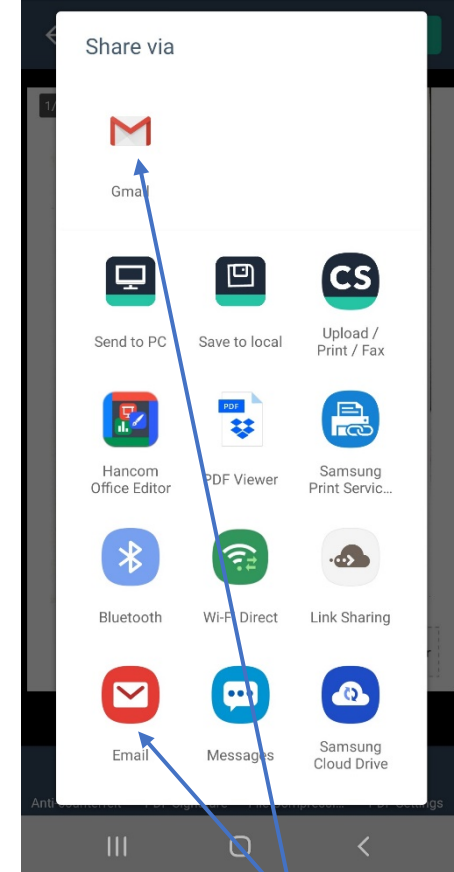 Share via
1/
Gmail
Send to PC
Save to local
CS
Upload /
Print / Fax
PDF
Hancom
Office Editor
PDF Viewer
Samsung
Print Servic...
Bluetooth
Wi-Fi Direct
Link Sharing
Email
Messages
Samsung
Cloud Drive